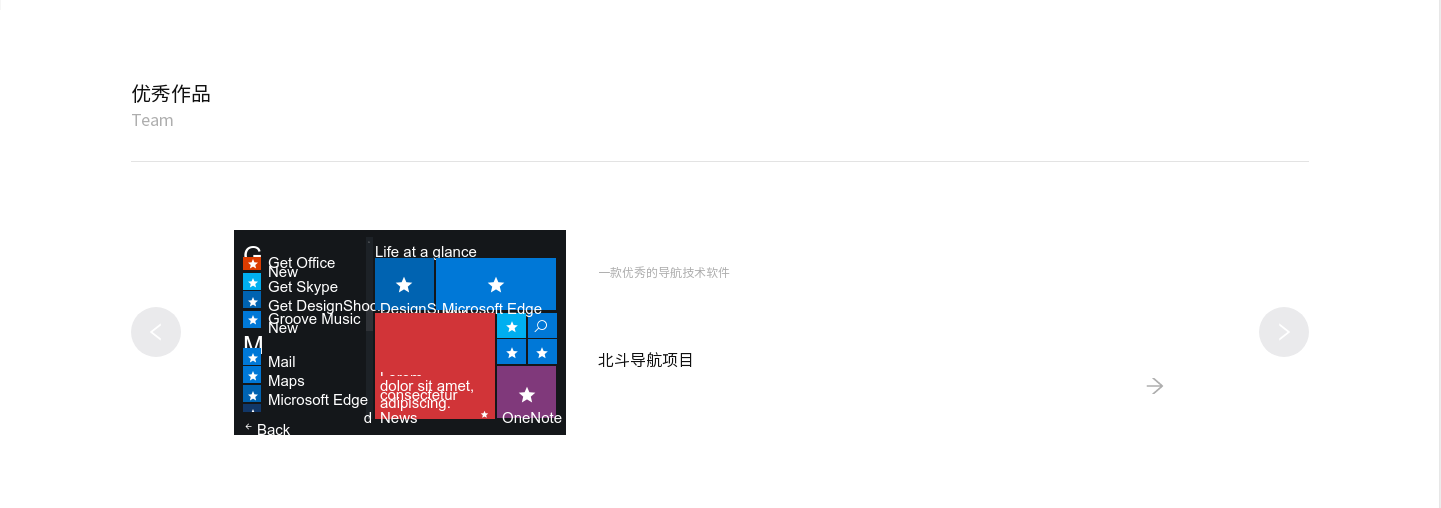 优秀作品
Team
G
Get Office
New
Get Skype
Get DesignShoc
Groove Music
New
M
Mail
Maps
Microsoft Edge
Back
Life at a glance
Microsoft Edge
dolor sit amet,
consectetur
adipiscing.
d
News
OneNote
一款优秀的导航技术软件
北斗导航项目